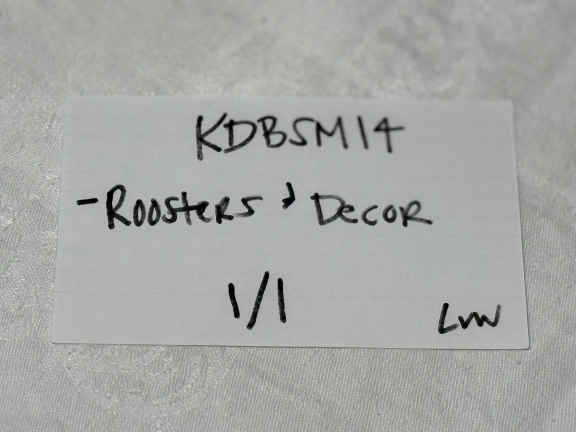 KDBSM14
- Roosters & Decor
1/1
LVW